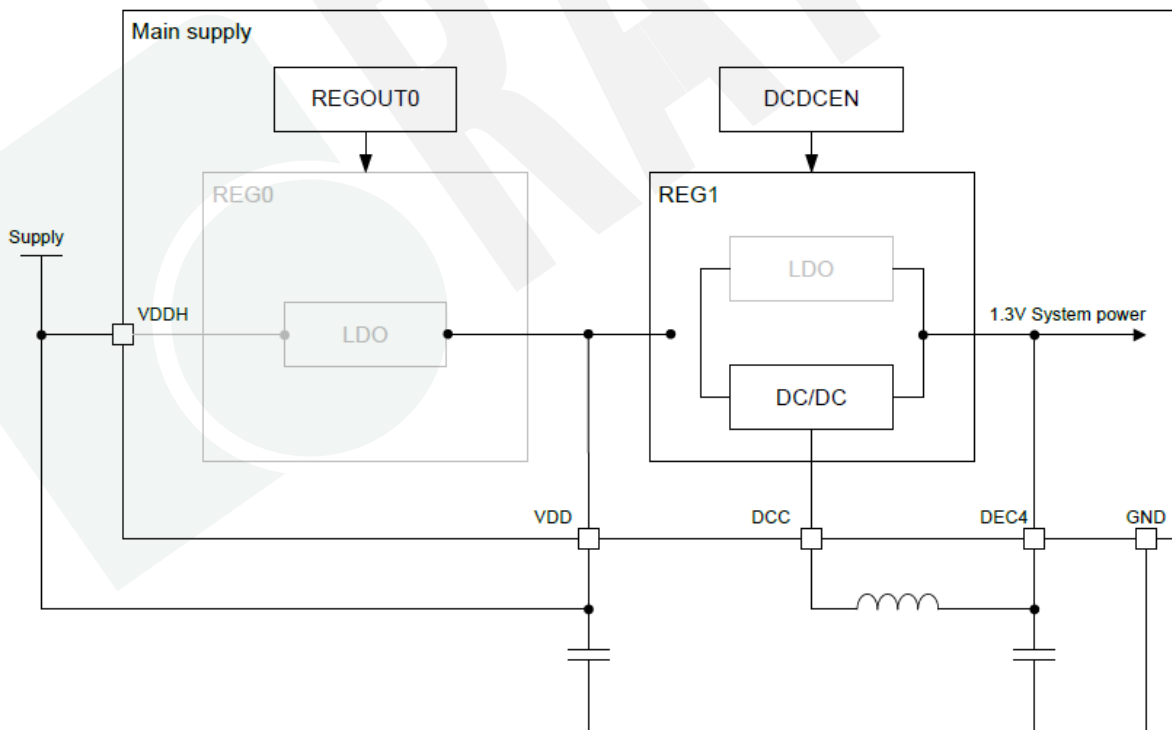 Main supply
REGOUT0
DCDCEN
REG0
REG1
Supply
LDO
VDDH
LDO
1.3V System power
DC/DC
VDD
DCC
DEC4
GND